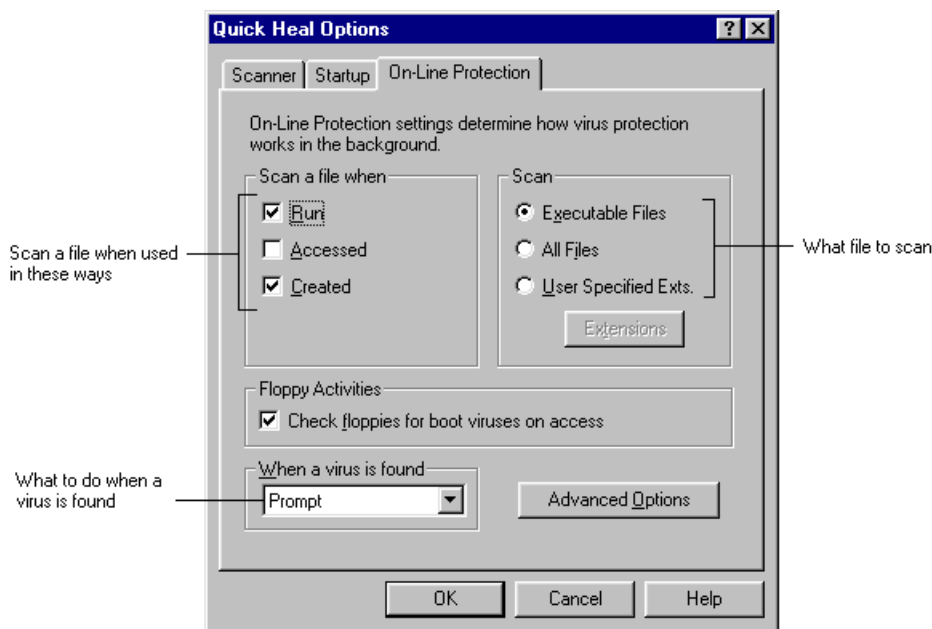 Quick Heal Options
Scanner
Startup
On-Line Protection
On-Line Protection settings determine how virus protection
works in the background.
Scan a file when
Run
Accessed
Created
Scan a file when used
in these ways
Scan
Executable Files
All Files
User Specified Exts.
Extensions
What file to scan
Floppy Activities
Check floppies for boot viruses on access
When a virus is found
Prompt
What to do when a
virus is found
Advanced Options
OK
Cancel
Help